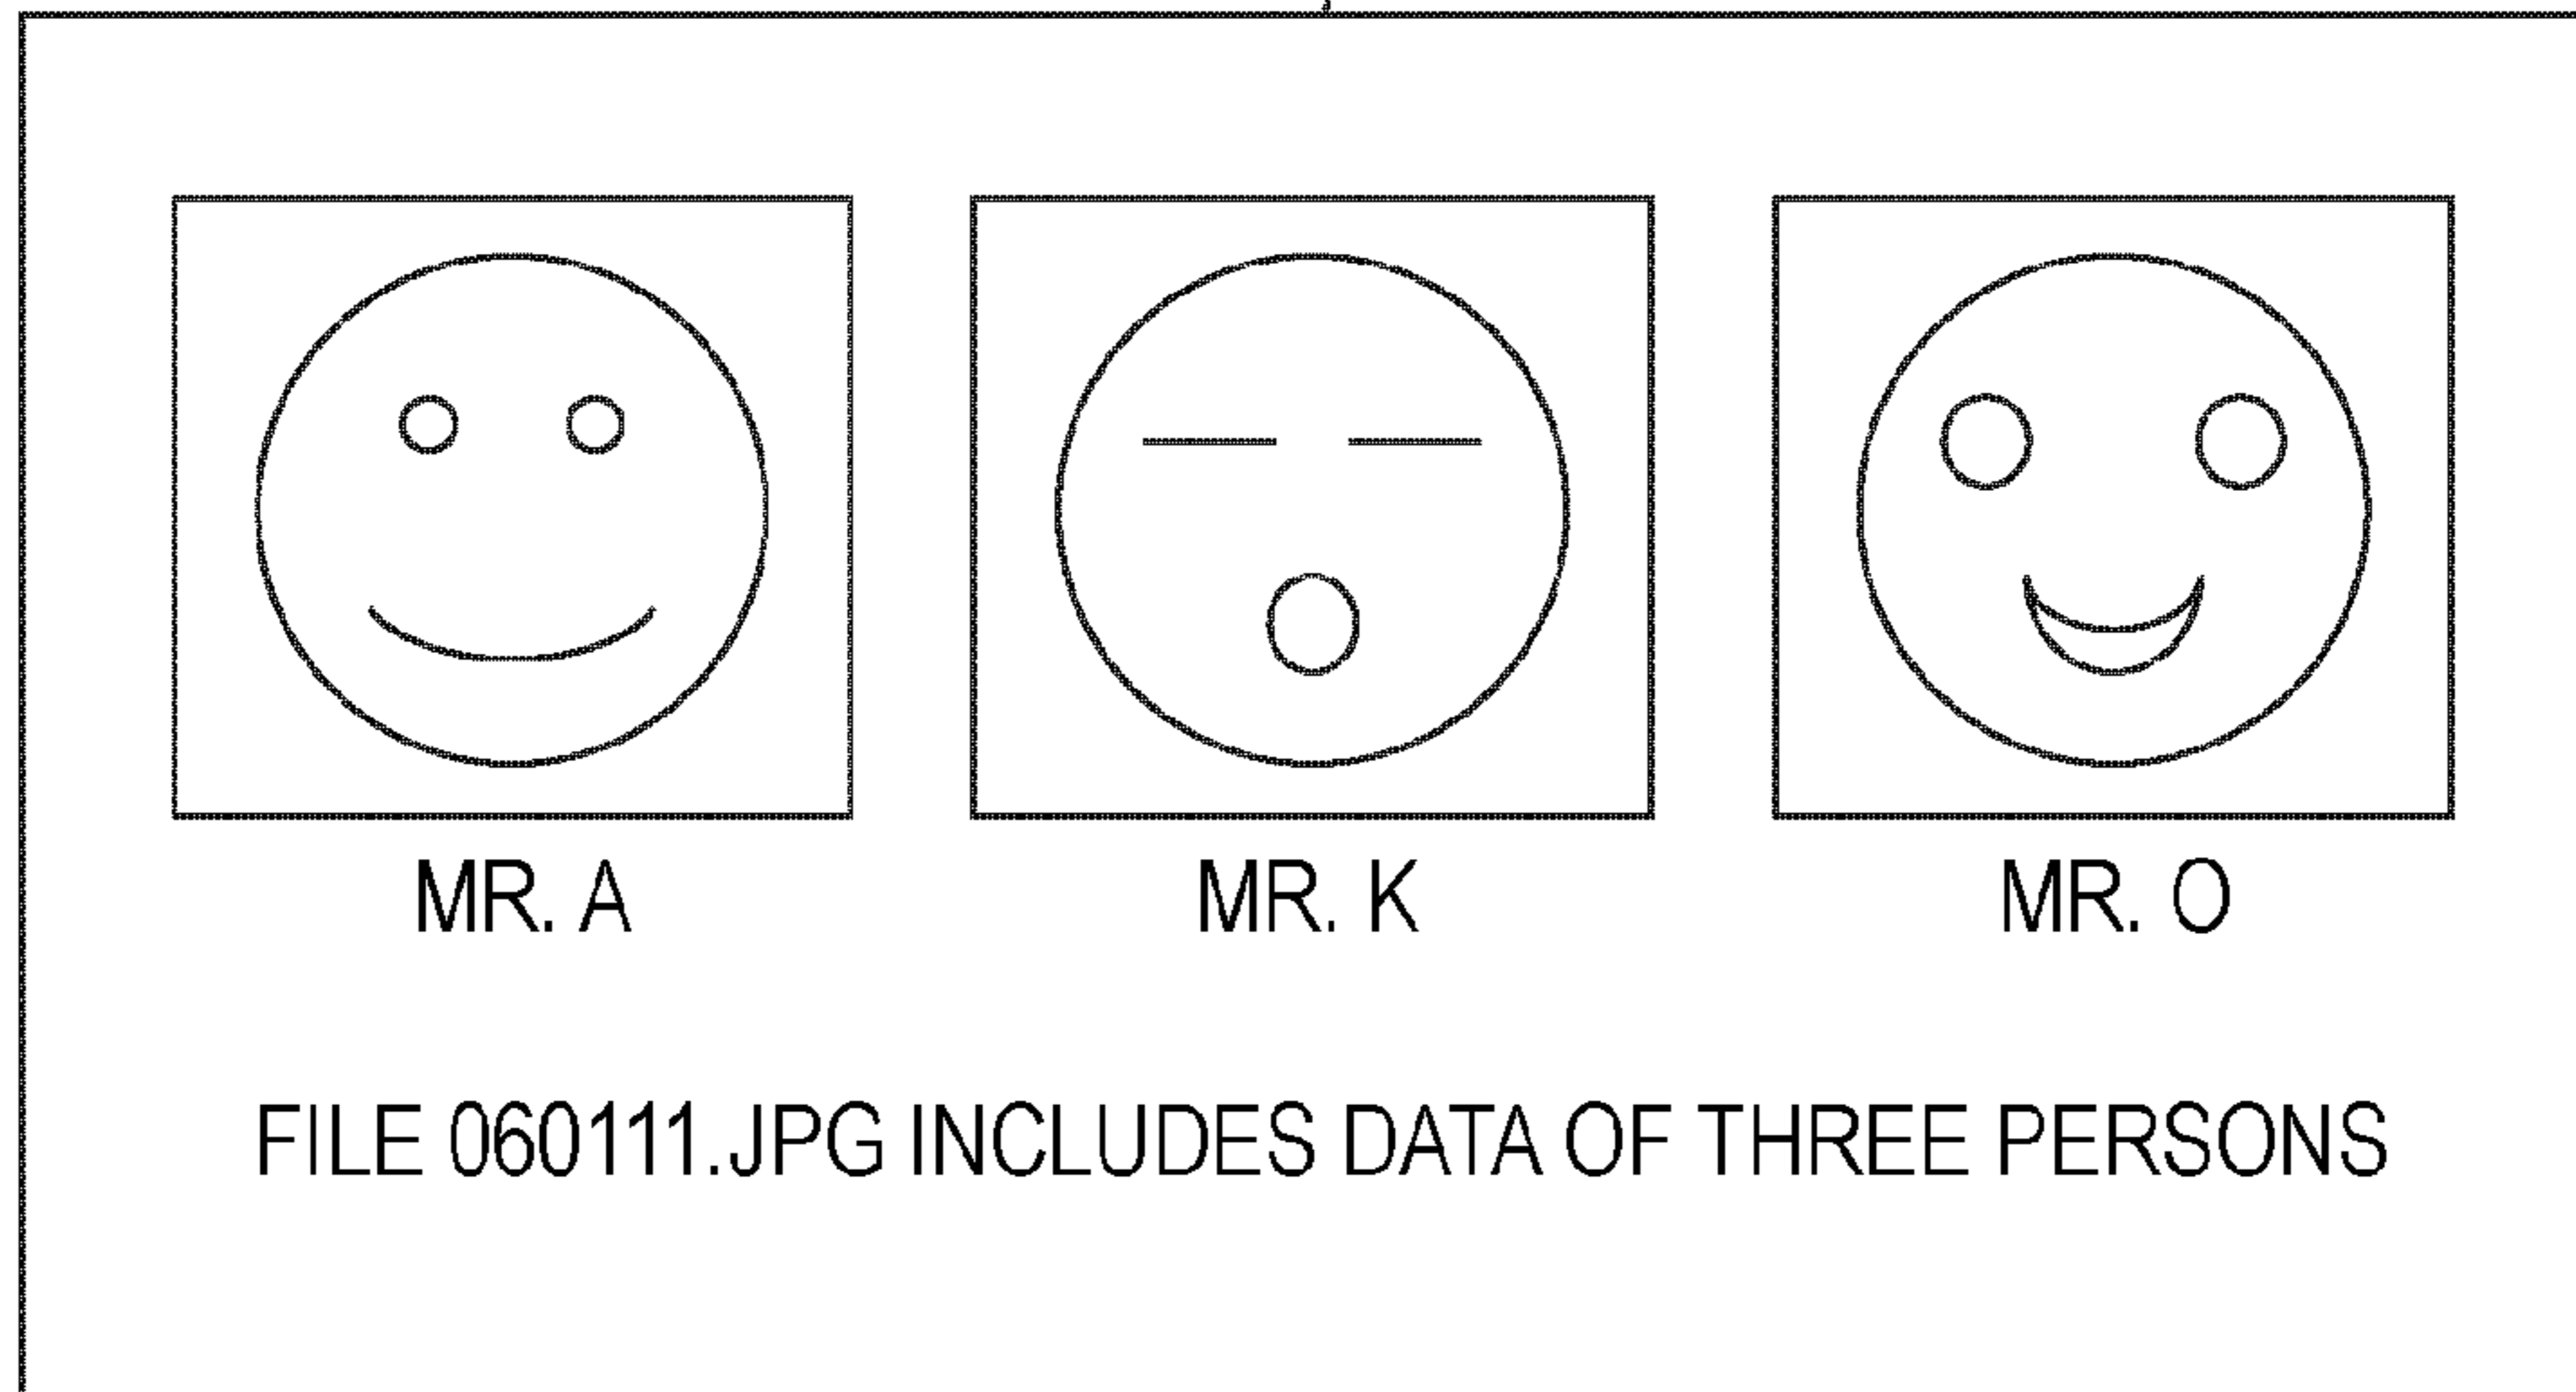 MR. A MR. K MR. O
FILE 060111.JPG INCLUDES DATA OF THREE PERSONS